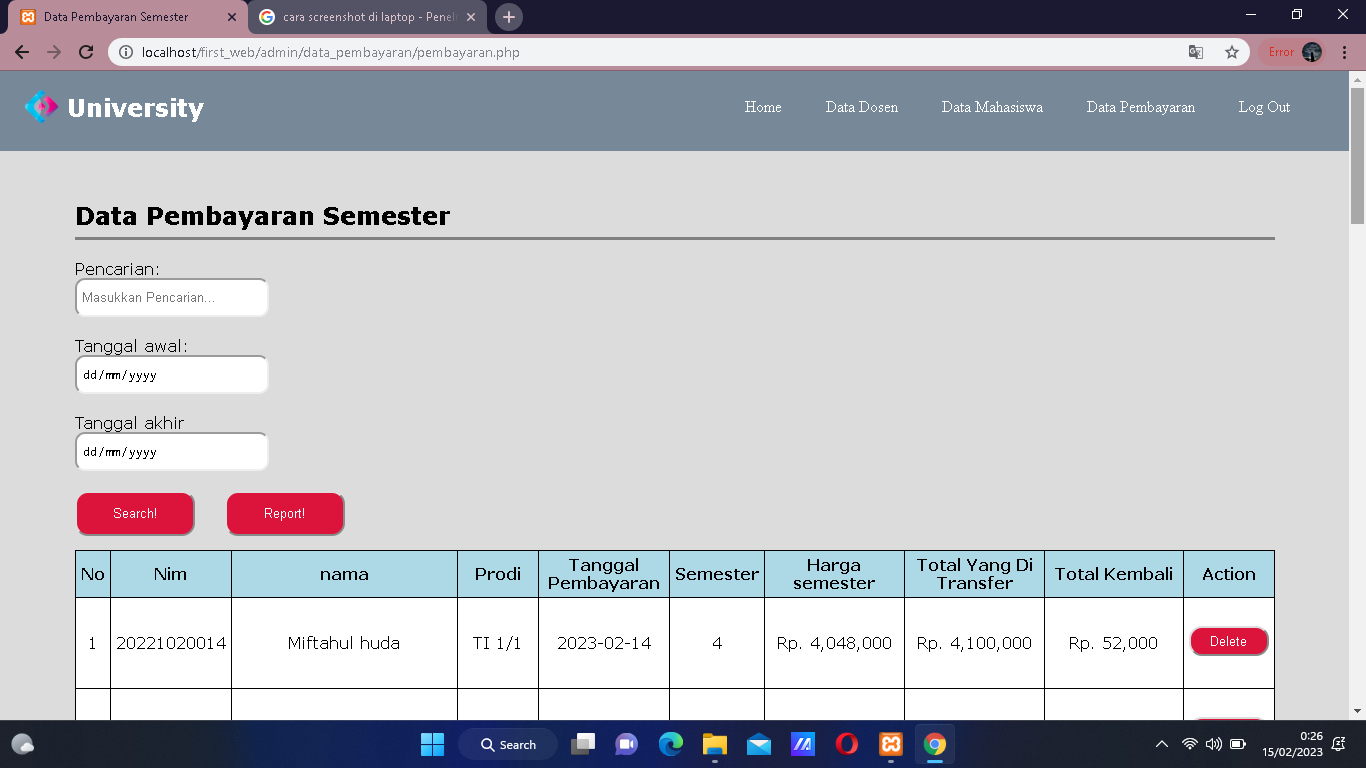 Data Pembayaran Semester
cara screenshot di laptop - Penel
localhost/first_web/admin/data_pembayaran/pembayaran.php
Error
University
Home Data Dosen Data Mahasiswa Data Pembayaran Log Out
Data Pembayaran Semester
Pencarian:
Masukkan Pencarian...
Tanggal awal:
dd/mm/yyyy
Tanggal akhir
dd/mm/yyyy
Search! Report!
No Nim nama Prodi Tanggal Pembayaran Semester Harga semester Total Yang Di Transfer Total Kembali Action
1 20221020014 Miftahul huda TI 1/1 2023-02-14 4 Rp. 4,048,000 Rp. 4,100,000 Rp. 52,000 Delete
Search
0:26
15/02/2023